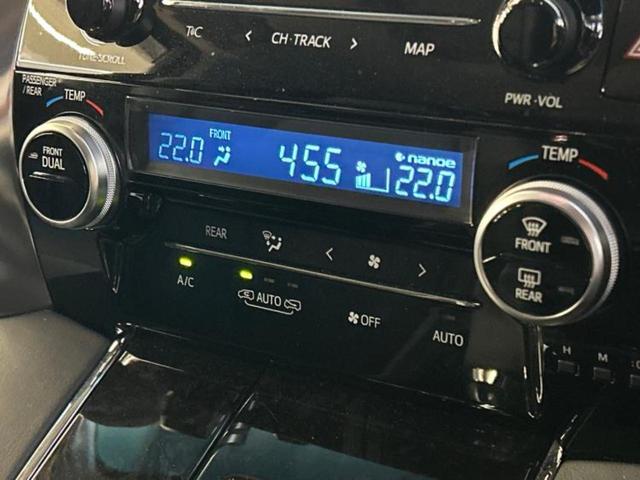 TUNE·SCROLL
T&C
CH·TRACK
MAP
PWR·VOL
PASSENGER
/ REAR
TEMP
FRONT
DUAL
22.0
FRONT
455
nanoe
22.0
TEMP
FRONT
REAR
REAR
A/C
AUTO
OFF
AUTO
H
M